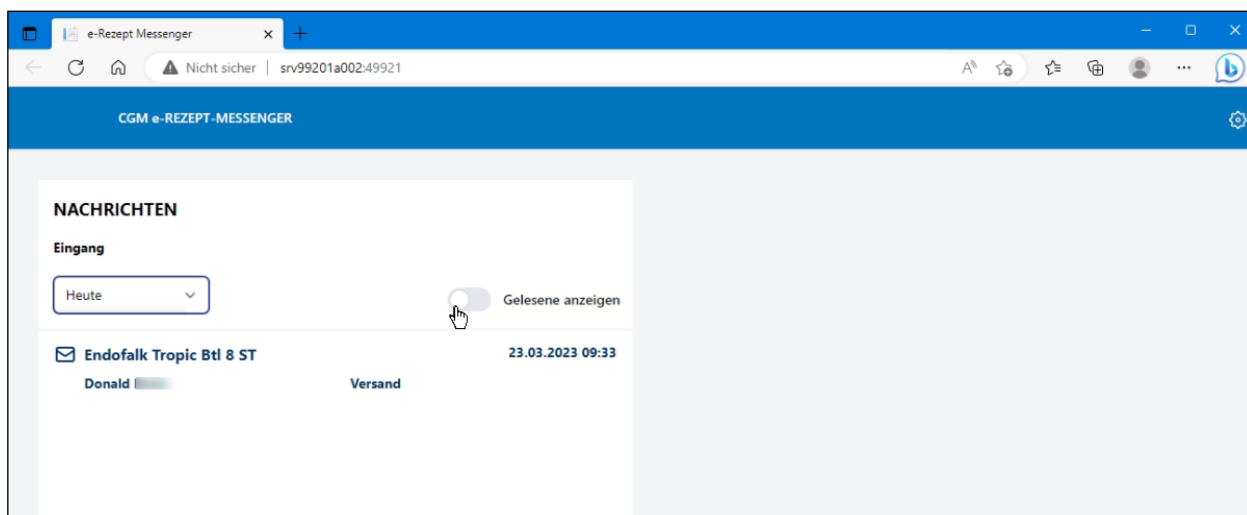 e-Rezept Messenger
Nicht sicher | srv99201a002:49921
CGM e-REZEPT-MESSENGER
NACHRICHTEN
Eingang
Heute
Gelesene anzeigen
Endofalk Tropic Btl 8 ST 23.03.2023 09:33
Donald Versand